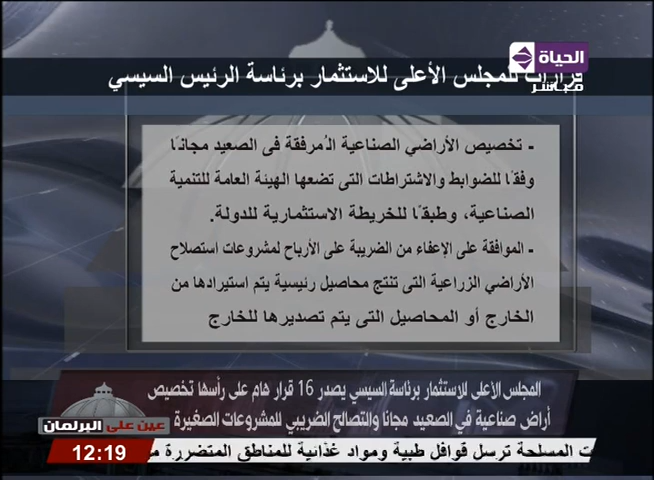 الحياة
مباشر
قرارات للمجلس الأعلى للاستثمار برئاسة الرئيس السيسي
- تخصيص الأراضي الصناعية المُرفقة فى الصعيد مجانًا
وفقًا للضوابط والاشتراطات التى تضعها الهيئة العامة للتنمية
الصناعية، وطبقًا للخريطة الاستثمارية للدولة.
- الموافقة على الإعفاء من الضريبة على الأرباح لمشروعات استصلاح
الأراضي الزراعية التى تنتج محاصيل رئيسية يتم استيرادها من
الخارج أو المحاصيل التى يتم تصديرها للخارج
المجلس الأعلى للاستثمار برئاسة السيسي يصدر 16 قرار هام على رأسها تخصيص
أراض صناعية في الصعيد مجانا والتصالح الضريبي للمشروعات الصغيرة
عين على البرلمان
12:19
ت المسلحة ترسل قوافل طبية ومواد غذائية للمناطق المتضررة م